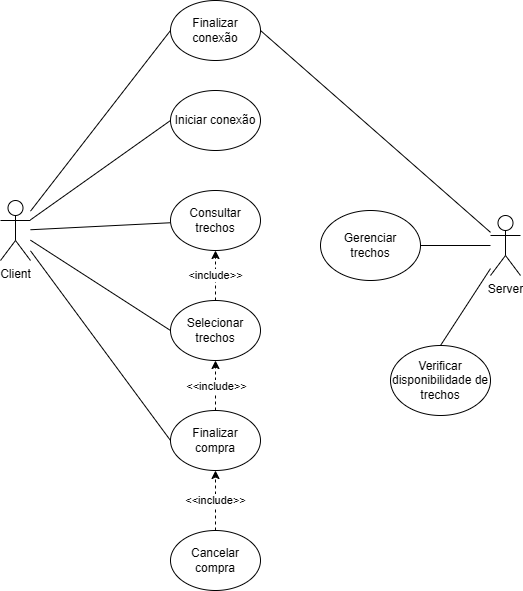 Finalizar
conexão
Iniciar conexão
Consultar
trechos
Gerenciar
trechos
Client
Server
<include>>
Selecionar
trechos
Verificar
disponibilidade de
trechos
<<include>>
Finalizar
compra
<<include>>
Cancelar
compra